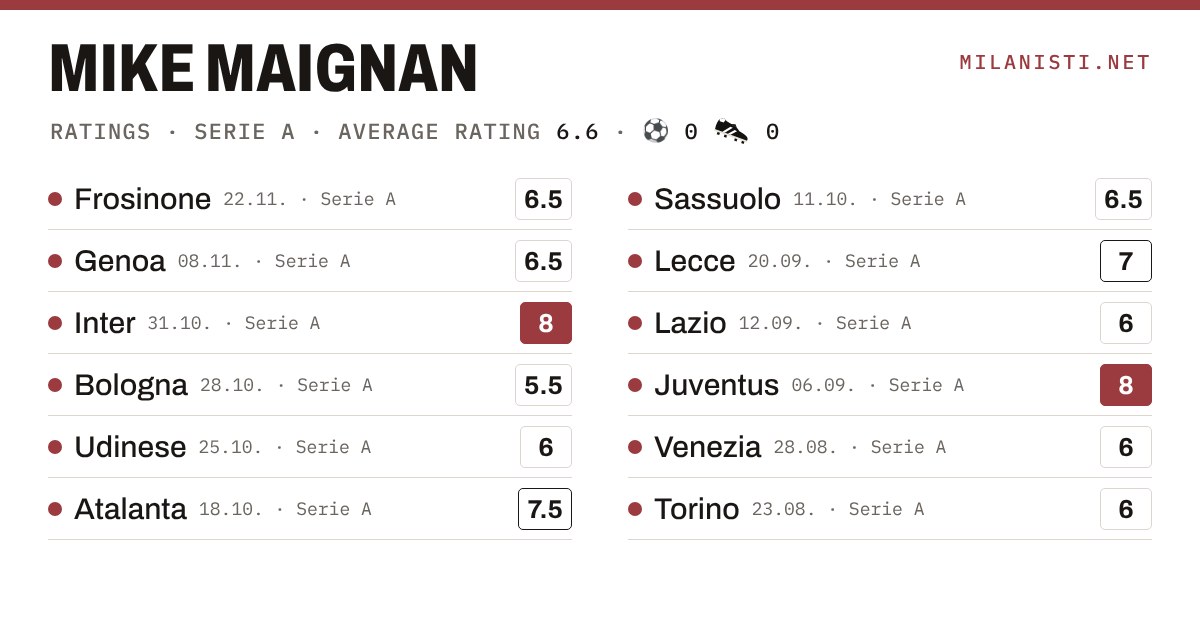 MIKE MAIGNAN
MILANISTI.NET
RATINGS · SERIE A · AVERAGE RATING 6.6 · ⚽ 0 👟 0
Frosinone 22.11. · Serie A 6.5
Genoa 08.11. · Serie A 6.5
Inter 31.10. · Serie A 8
Bologna 28.10. · Serie A 5.5
Udinese 25.10. · Serie A 6
Atalanta 18.10. · Serie A 7.5
Sassuolo 11.10. · Serie A 6.5
Lecce 20.09. · Serie A 7
Lazio 12.09. · Serie A 6
Juventus 06.09. · Serie A 8
Venezia 28.08. · Serie A 6
Torino 23.08. · Serie A 6